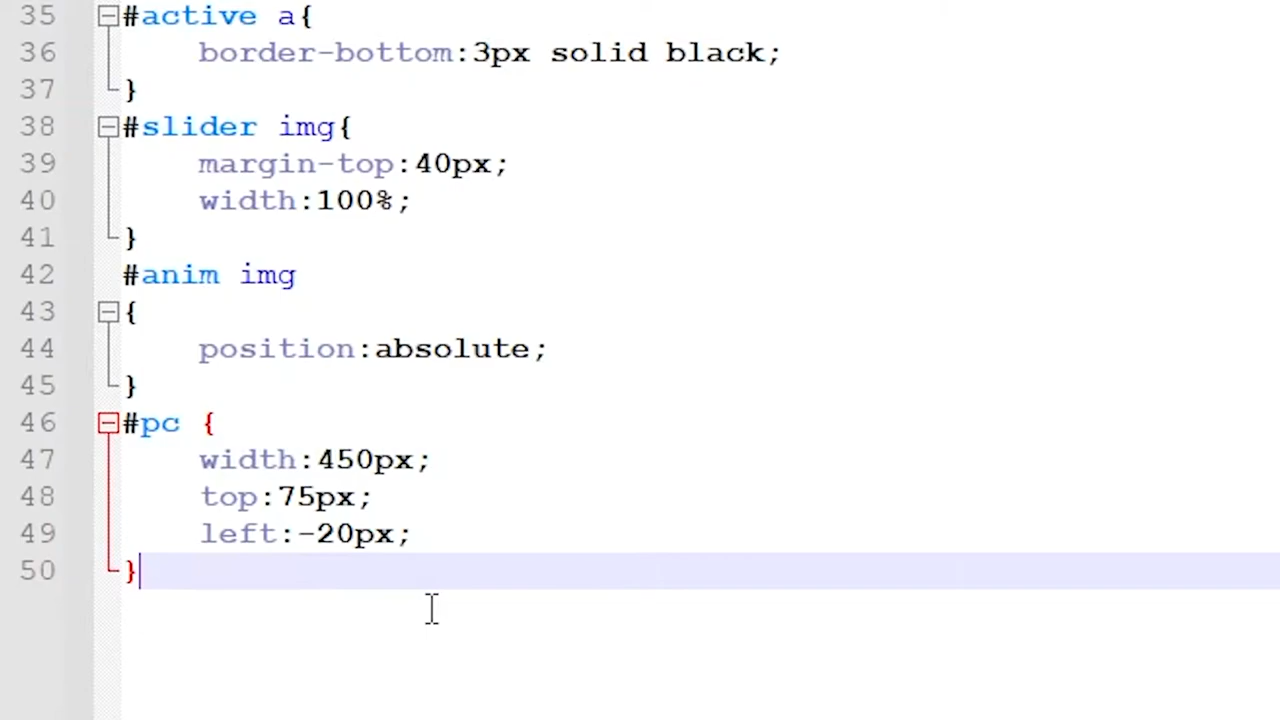 35 #active a{
36 border-bottom:3px solid black;
37 }
38 #slider img{
39 margin-top:40px;
40 width:100%;
41 }
42 #anim img
43 {
44 position:absolute;
45 }
46 #pc {
47 width:450px;
48 top:75px;
49 left:-20px;
50 }